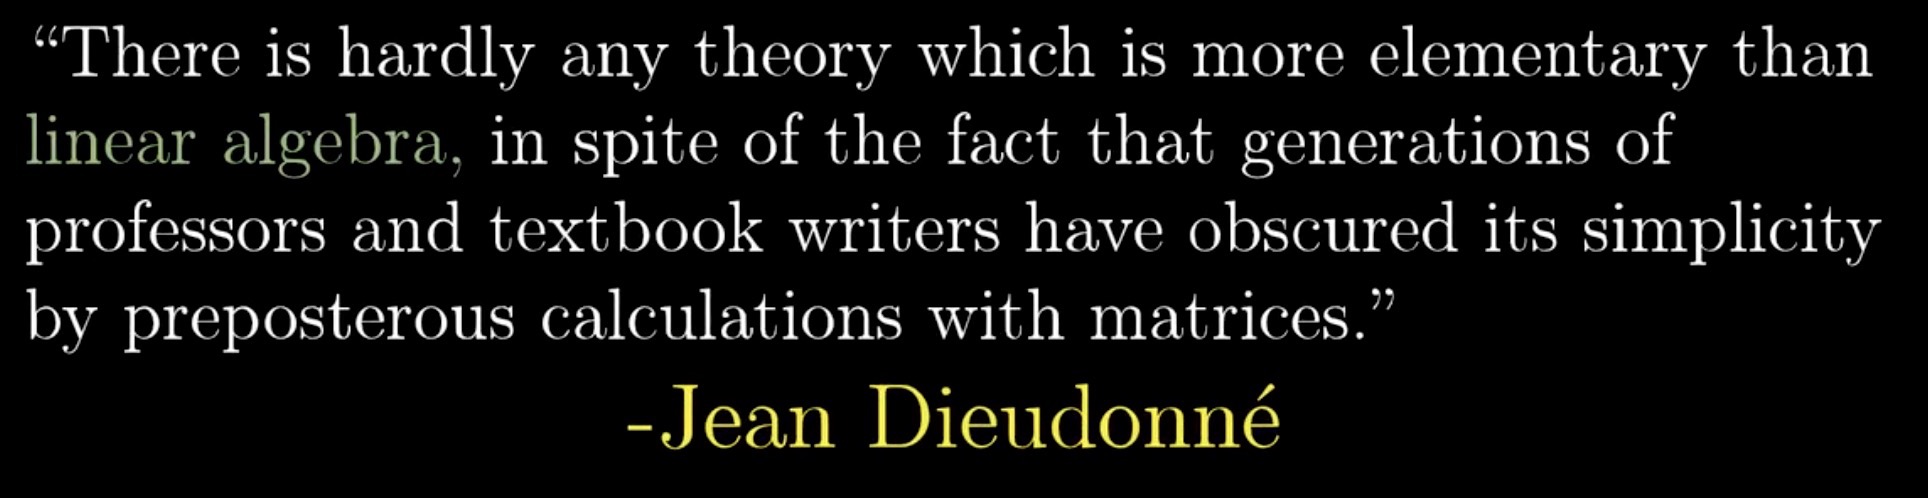 “There is hardly any theory which is more elementary than
linear algebra, in spite of the fact that generations of
professors and textbook writers have obscured its simplicity
by preposterous calculations with matrices.”
-Jean Dieudonné